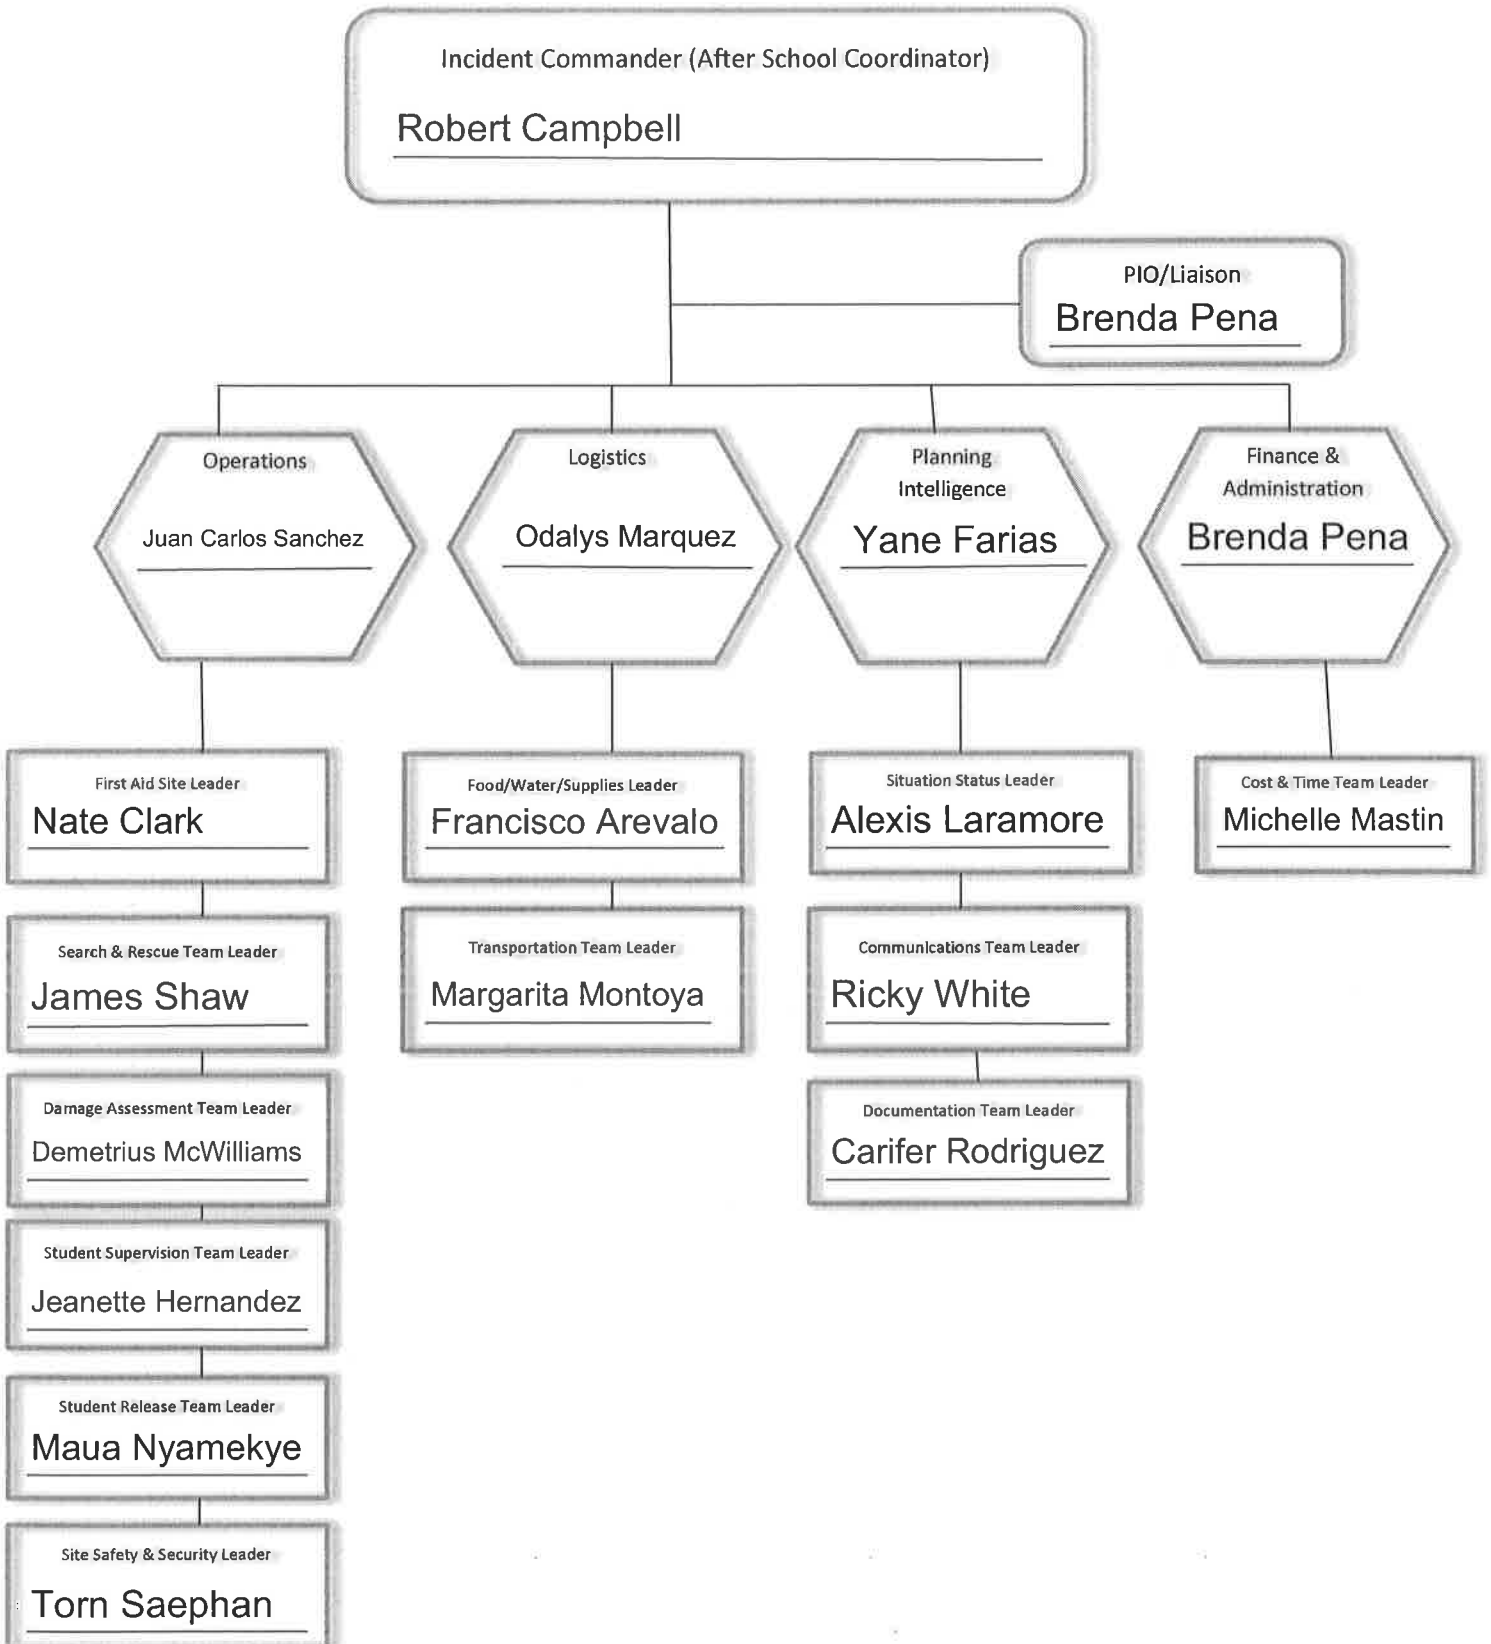 Incident Commander (After School Coordinator)
Robert Campbell
PIO/Liaison
Brenda Pena
Operations
Juan Carlos Sanchez
Logistics
Odalys Marquez
Planning
Intelligence
Yane Farias
Finance &
Administration
Brenda Pena
First Aid Site Leader
Nate Clark
Search & Rescue Team Leader
James Shaw
Damage Assessment Team Leader
Demetrius McWilliams
Student Supervision Team Leader
Jeanette Hernandez
Student Release Team Leader
Maua Nyamekye
Site Safety & Security Leader
Torn Saephan
Food/Water/Supplies Leader
Francisco Arevalo
Transportation Team Leader
Margarita Montoya
Situation Status Leader
Alexis Laramore
Communications Team Leader
Ricky White
Documentation Team Leader
Carifer Rodriguez
Cost & Time Team Leader
Michelle Mastin